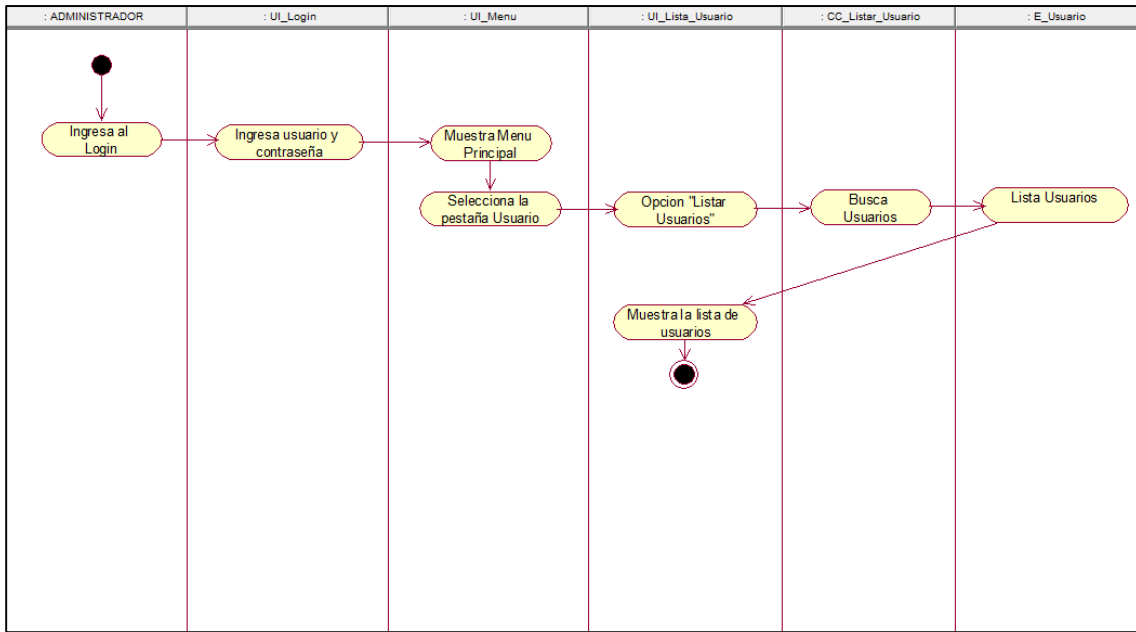 : ADMINISTRADOR
: UI_Login
: UI_Menu
: UI_Lista_Usuario
: CC_Listar_Usuario
: E_Usuario
Ingresa al
Login
Ingresa usuario y
contraseña
Muestra Menu
Principal
Selecciona la
pestaña Usuario
Opcion "Listar
Usuarios"
Busca
Usuarios
Lista Usuarios
Muestra la lista de
usuarios